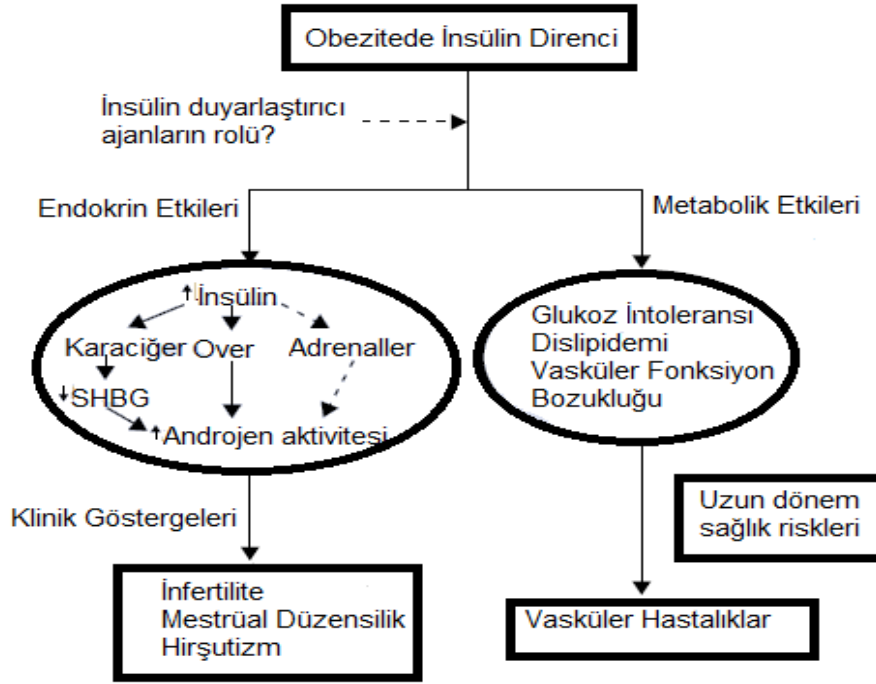 Obezitede İnsülin Direnci
İnsülin duyarlaştırıcı
ajanların rolü?
Endokrin Etkileri
Metabolik Etkileri
↑İnsülin
Karaciğer Over Adrenaller
↓SHBG
↑Androjen aktivitesi
Glukoz İntoleransı
Dislipidemi
Vasküler Fonksiyon
Bozukluğu
Klinik Göstergeleri
Uzun dönem
sağlık riskleri
İnfertilite
Mestrüal Düzensilik
Hirşutizm
Vasküler Hastalıklar